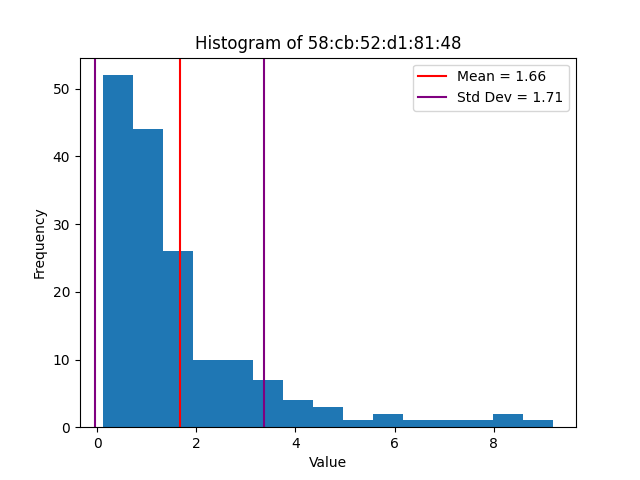 Histogram of 58:cb:52:d1:81:48
Mean = 1.66
Std Dev = 1.71
50
40
30
20
10
0
Frequency
0 2 4 6 8
Value